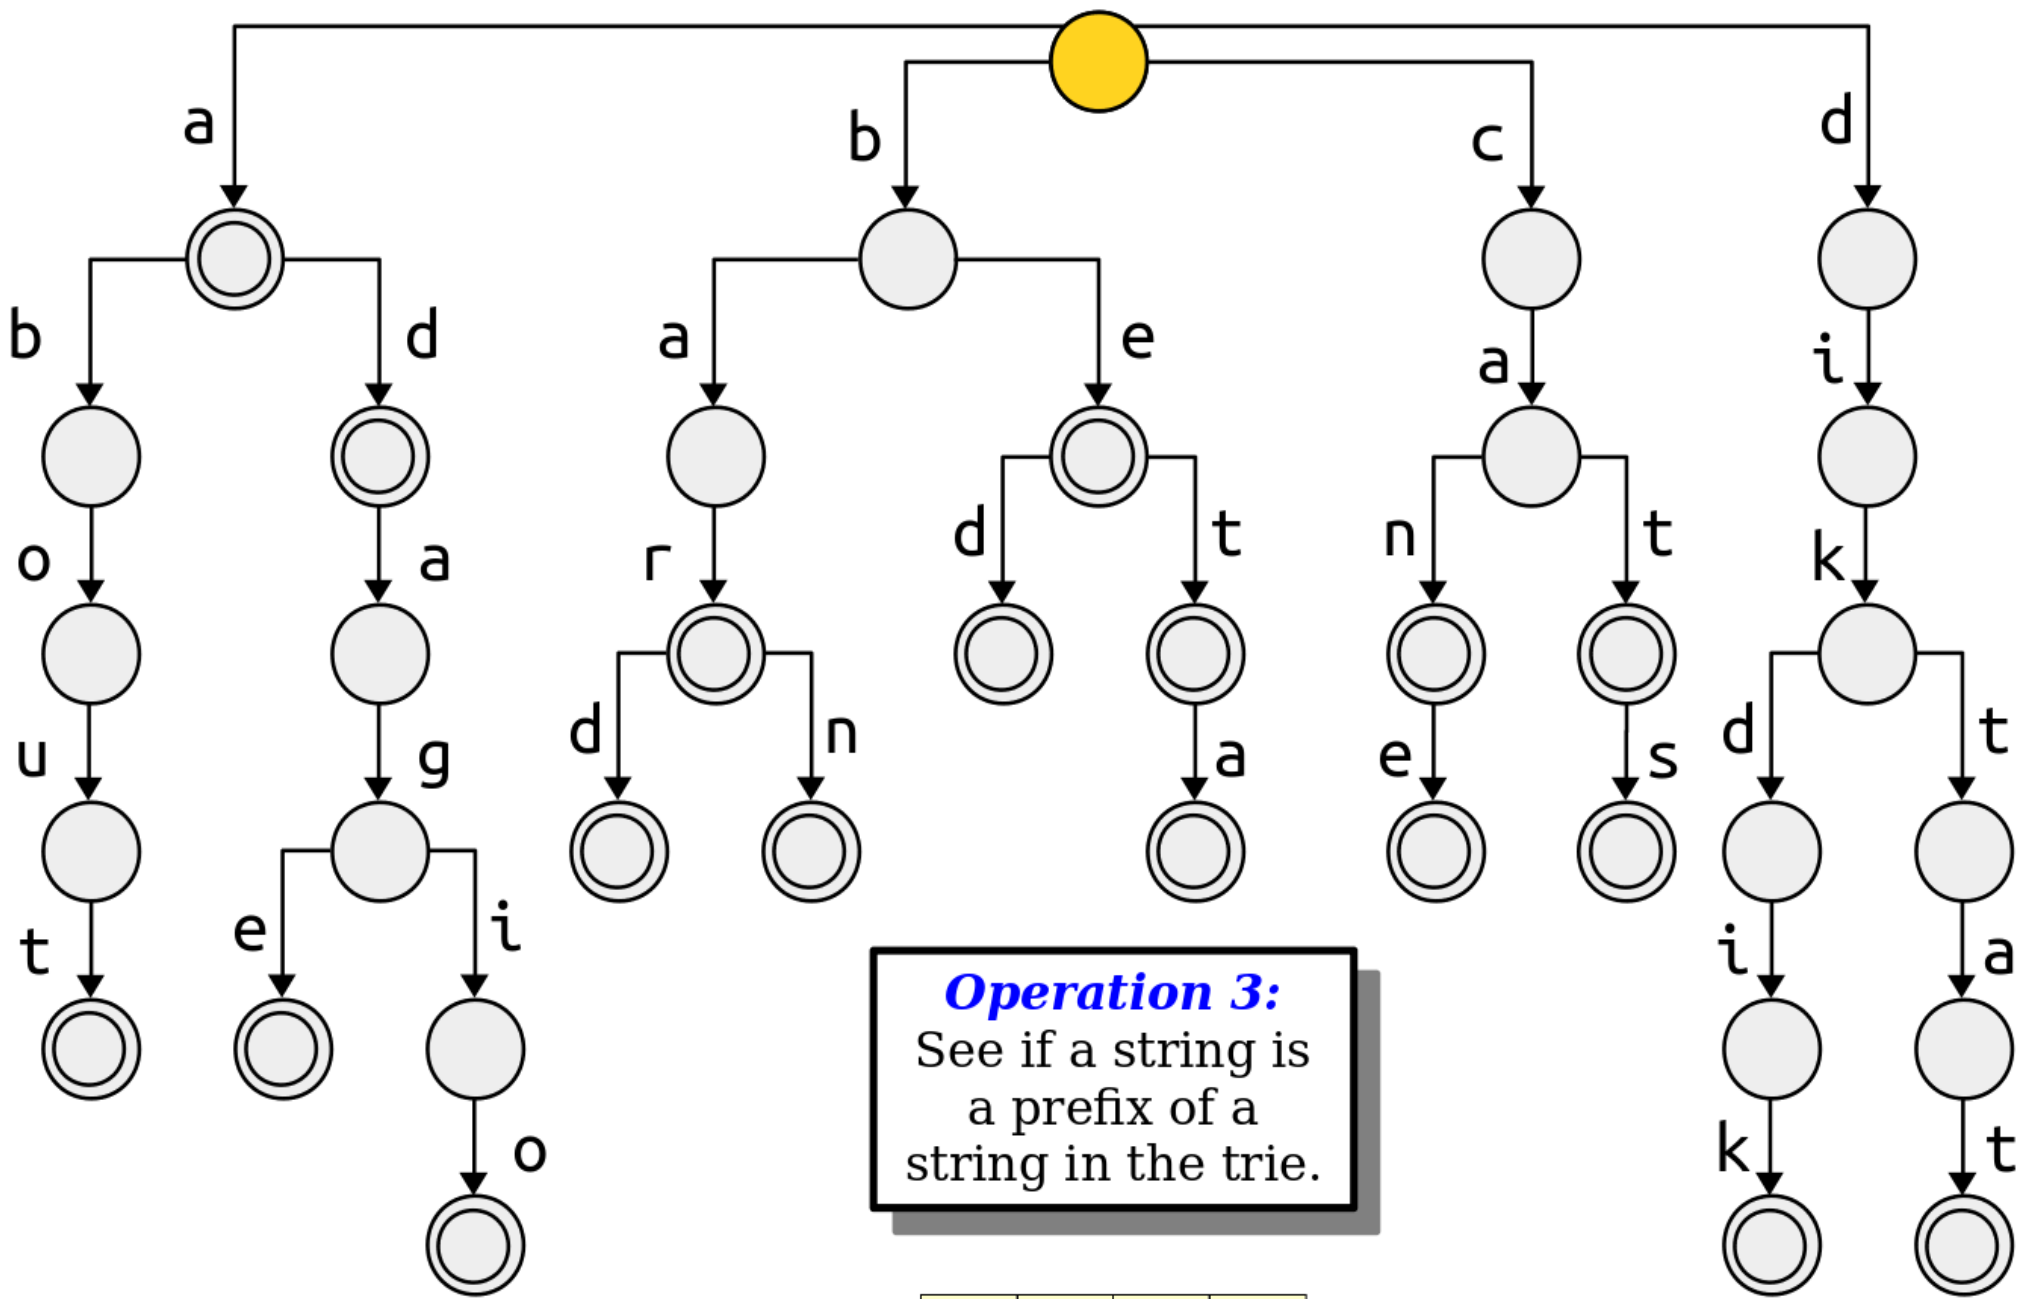 a
b
c
d
b
d
a
e
a
i
o
a
r
d
t
n
t
k
u
g
d
n
a
e
s
d
t
t
e
i
i
a
o
k
t
Operation 3:
See if a string is
a prefix of a
string in the trie.